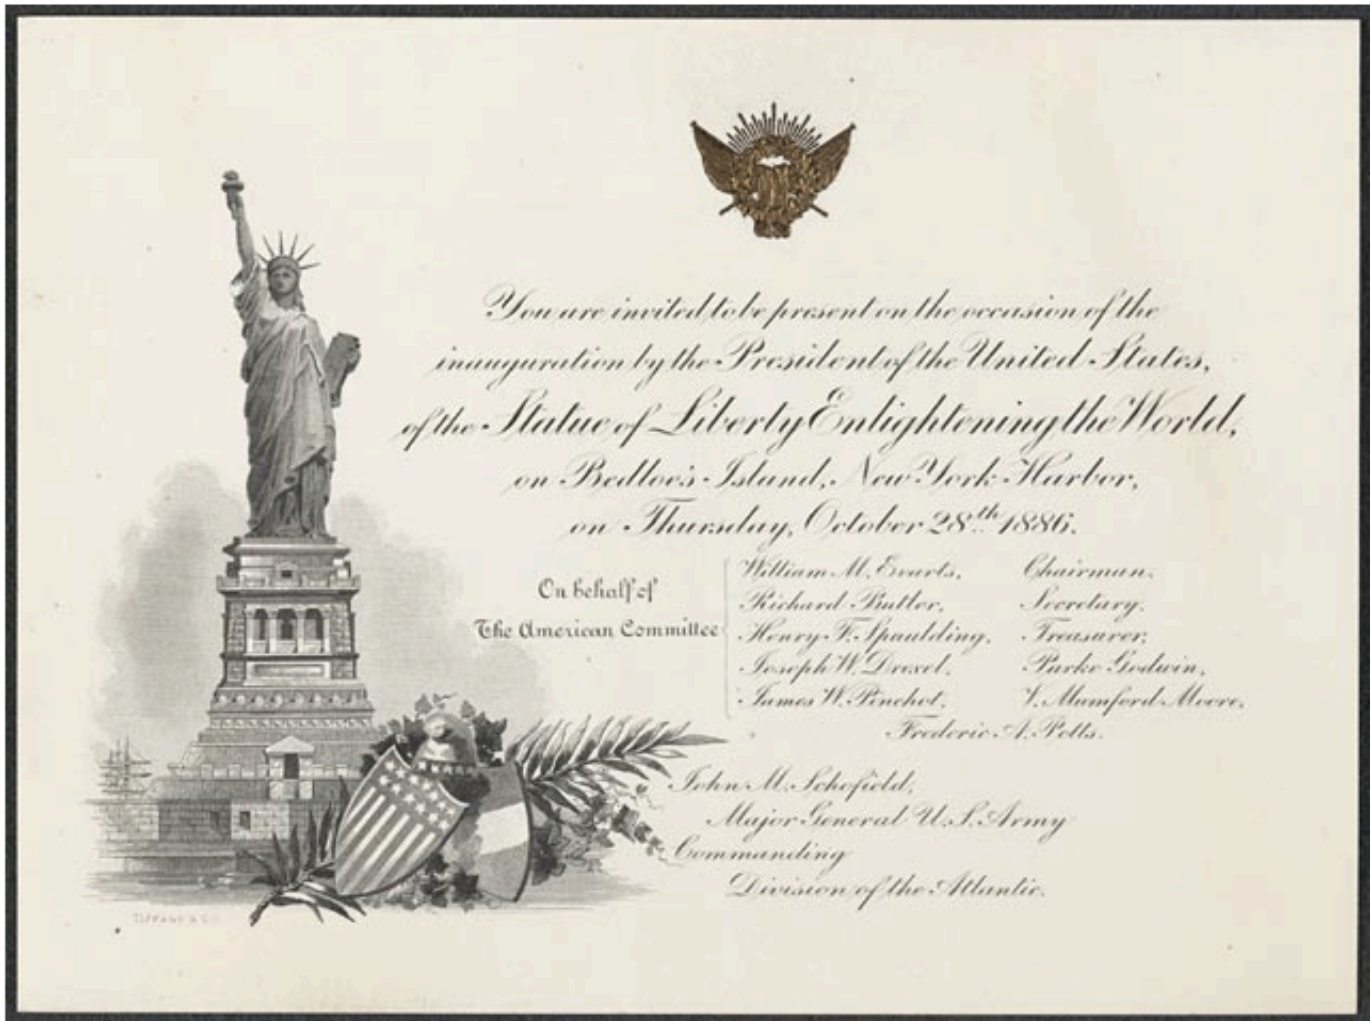 You are invited to be present on the occasion of the
inauguration by the President of the United States,
of the Statue of Liberty Enlightening the World,
on Bedloe's Island, New York Harbor,
on Thursday, October 28th 1886.
On behalf of
The American Committee
William M. Evarts, Chairman.
Richard Butler, Secretary.
Henry F. Spaulding, Treasurer,
Joseph W. Drexel, Parke Godwin,
James W. Pinchot, V. Mumford Moore,
Frederic A. Potts.
John M. Schofield,
Major General U.S. Army
Commanding
Division of the Atlantic.
TIFFANY & CO